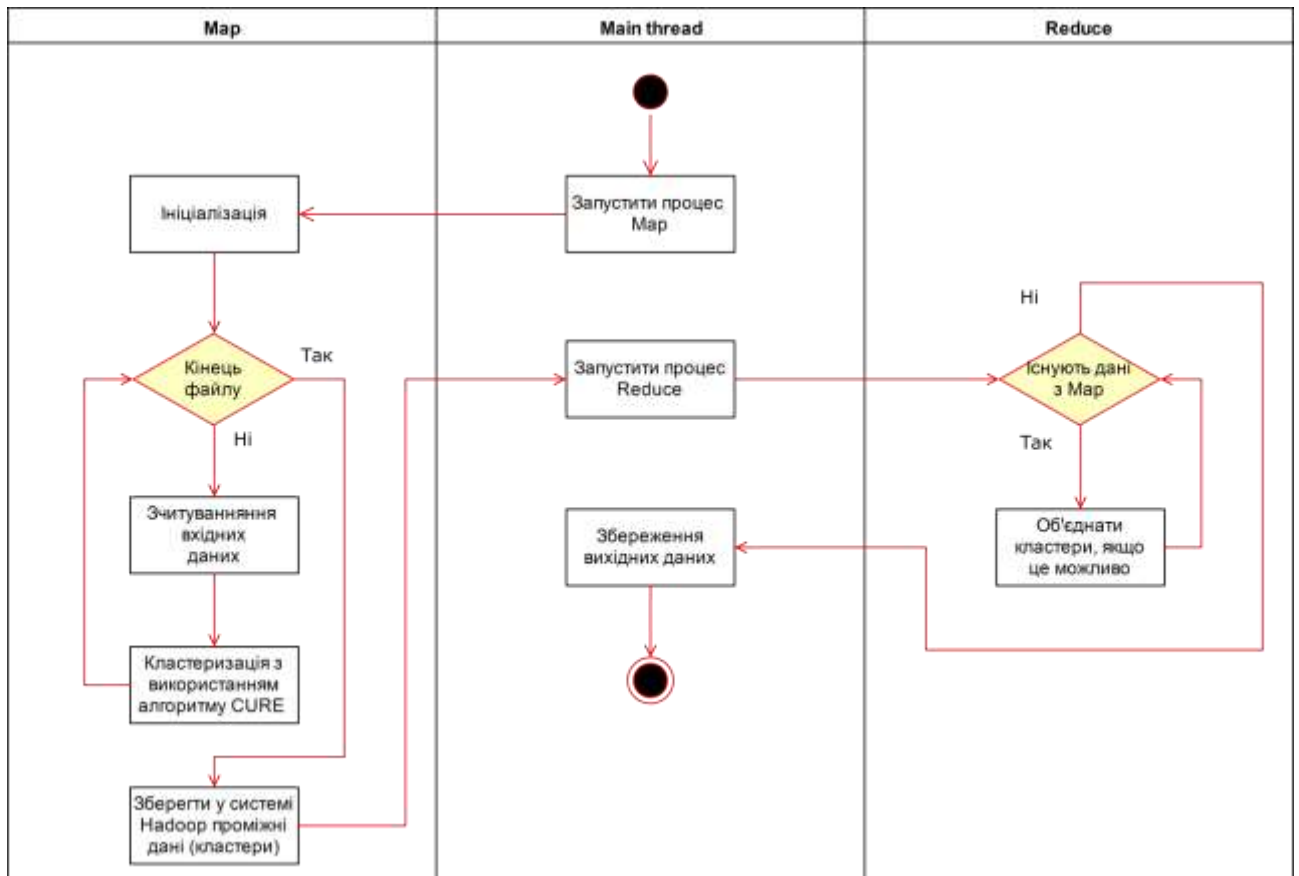 Map
Main thread
Reduce
Запустити процес
Map
Ініціалізація
Ні
Так
Кінець
файлу
Запустити процес
Reduce
Існують дані
з Map
Ні
Так
Зчитуванняння
вхідних
даних
Збереження
вихідних даних
Об'єднати
кластери, якщо
це можливо
Кластеризація з
використанням
алгоритму CURE
Зберегти у системі
Hadoop проміжні
дані (кластери)